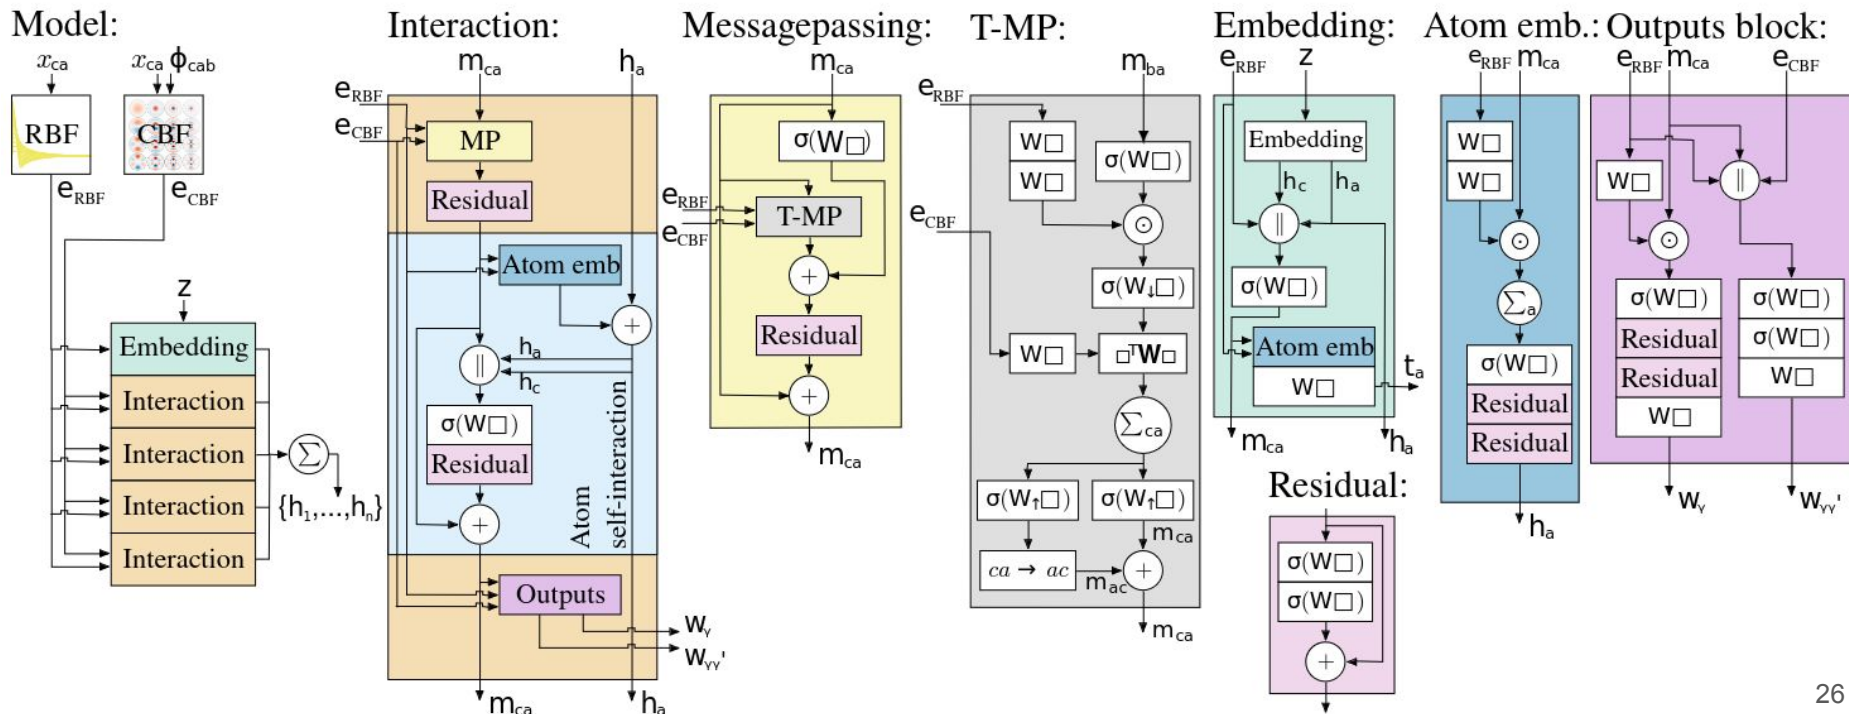 Model:
x_ca
x_ca ϕ_cab
RBF
CBF
e_RBF
e_CBF
z
Embedding
Interaction
Interaction
Interaction
Interaction
∑
{h_1,...,h_n}
Interaction:
m_ca
h_a
e_RBF
e_CBF
MP
Residual
Atom emb
+
h_a
h_c
||
σ(W□)
Residual
+
Atom
self-interaction
Outputs
w_γ
w_γγ'
m_ca
h_a
Messagepassing:
m_ca
σ(W□)
e_RBF
e_CBF
T-MP
+
Residual
+
m_ca
T-MP:
m_ba
e_RBF
W□
W□
σ(W□)
e_CBF
⊙
σ(W↓□)
W□
□ᵀW□
∑_ca
σ(W↑□)
σ(W↑□)
m_ca
ca → ac
m_ac
+
m_ca
Embedding:
e_RBF
z
Embedding
h_c
h_a
||
σ(W□)
Atom emb
W□
t_a
m_ca
h_a
Residual:
σ(W□)
σ(W□)
+
Atom emb.:
e_RBF m_ca
W□
W□
⊙
∑_a
σ(W□)
Residual
Residual
h_a
Outputs block:
e_RBF
m_ca
e_CBF
W□
||
⊙
σ(W□)
Residual
Residual
W□
σ(W□)
σ(W□)
W□
w_γ
w_γγ'
26